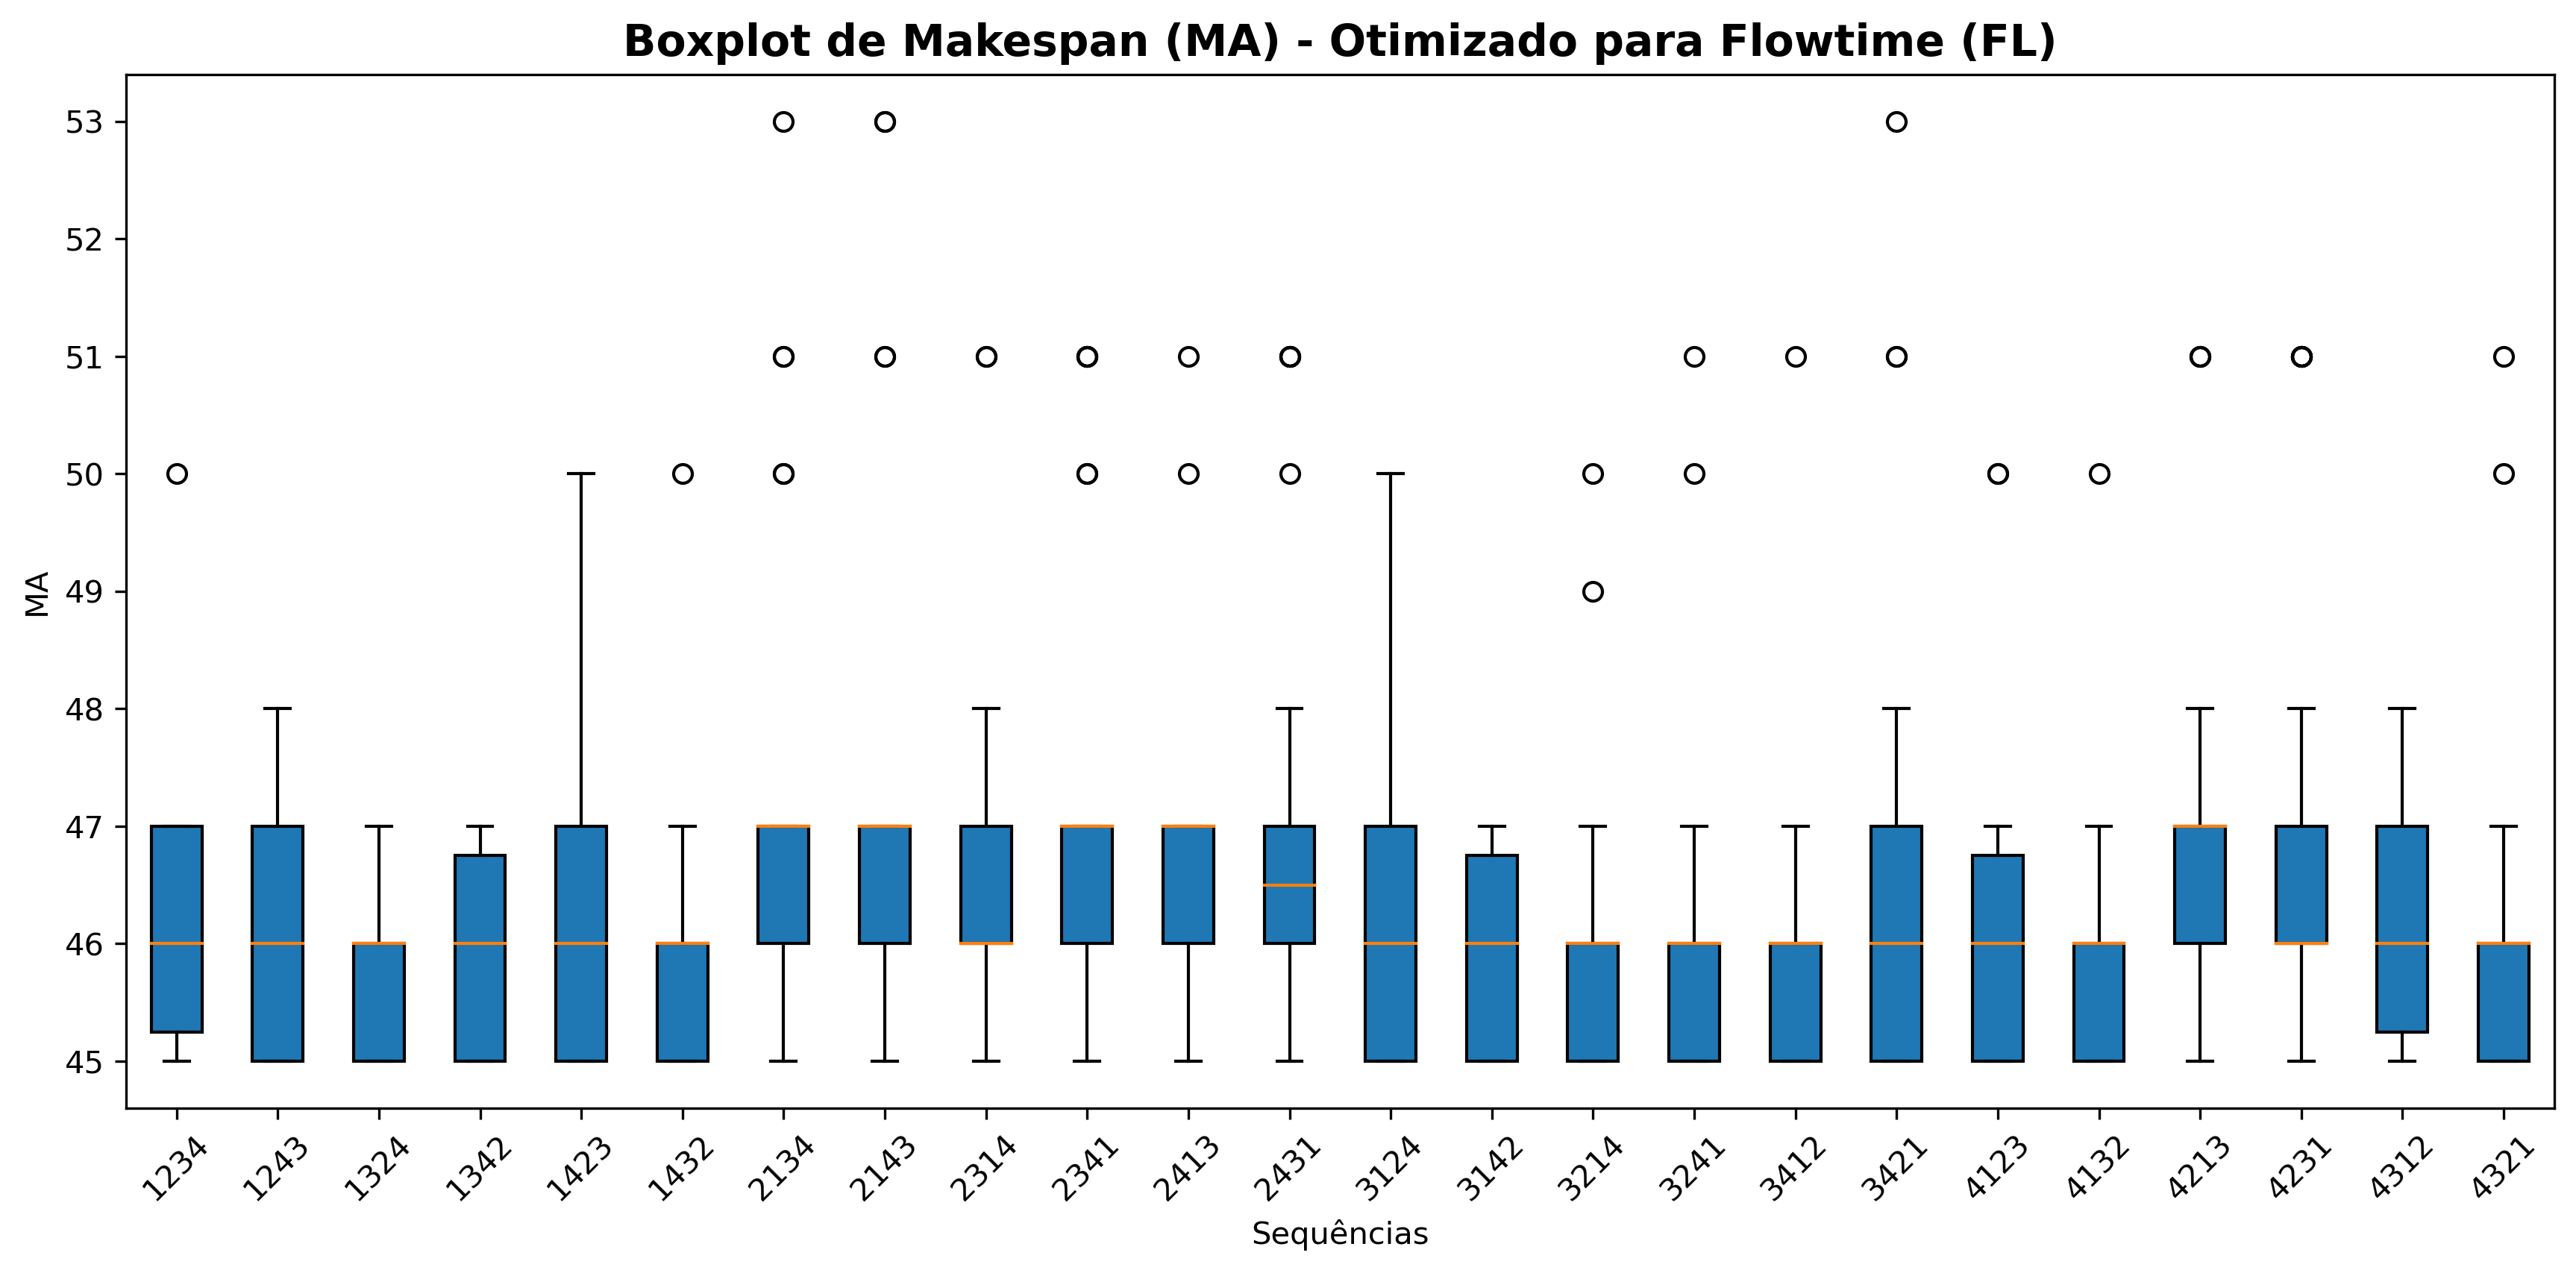 Boxplot de Makespan (MA) - Otimizado para Flowtime (FL)
53
52
51
50
49
48
47
46
45
MA
1234 1243 1324 1342 1423 1432 2134 2143 2314 2341 2413 2431 3124 3142 3214 3241 3412 3421 4123 4132 4213 4231 4312 4321
Sequências